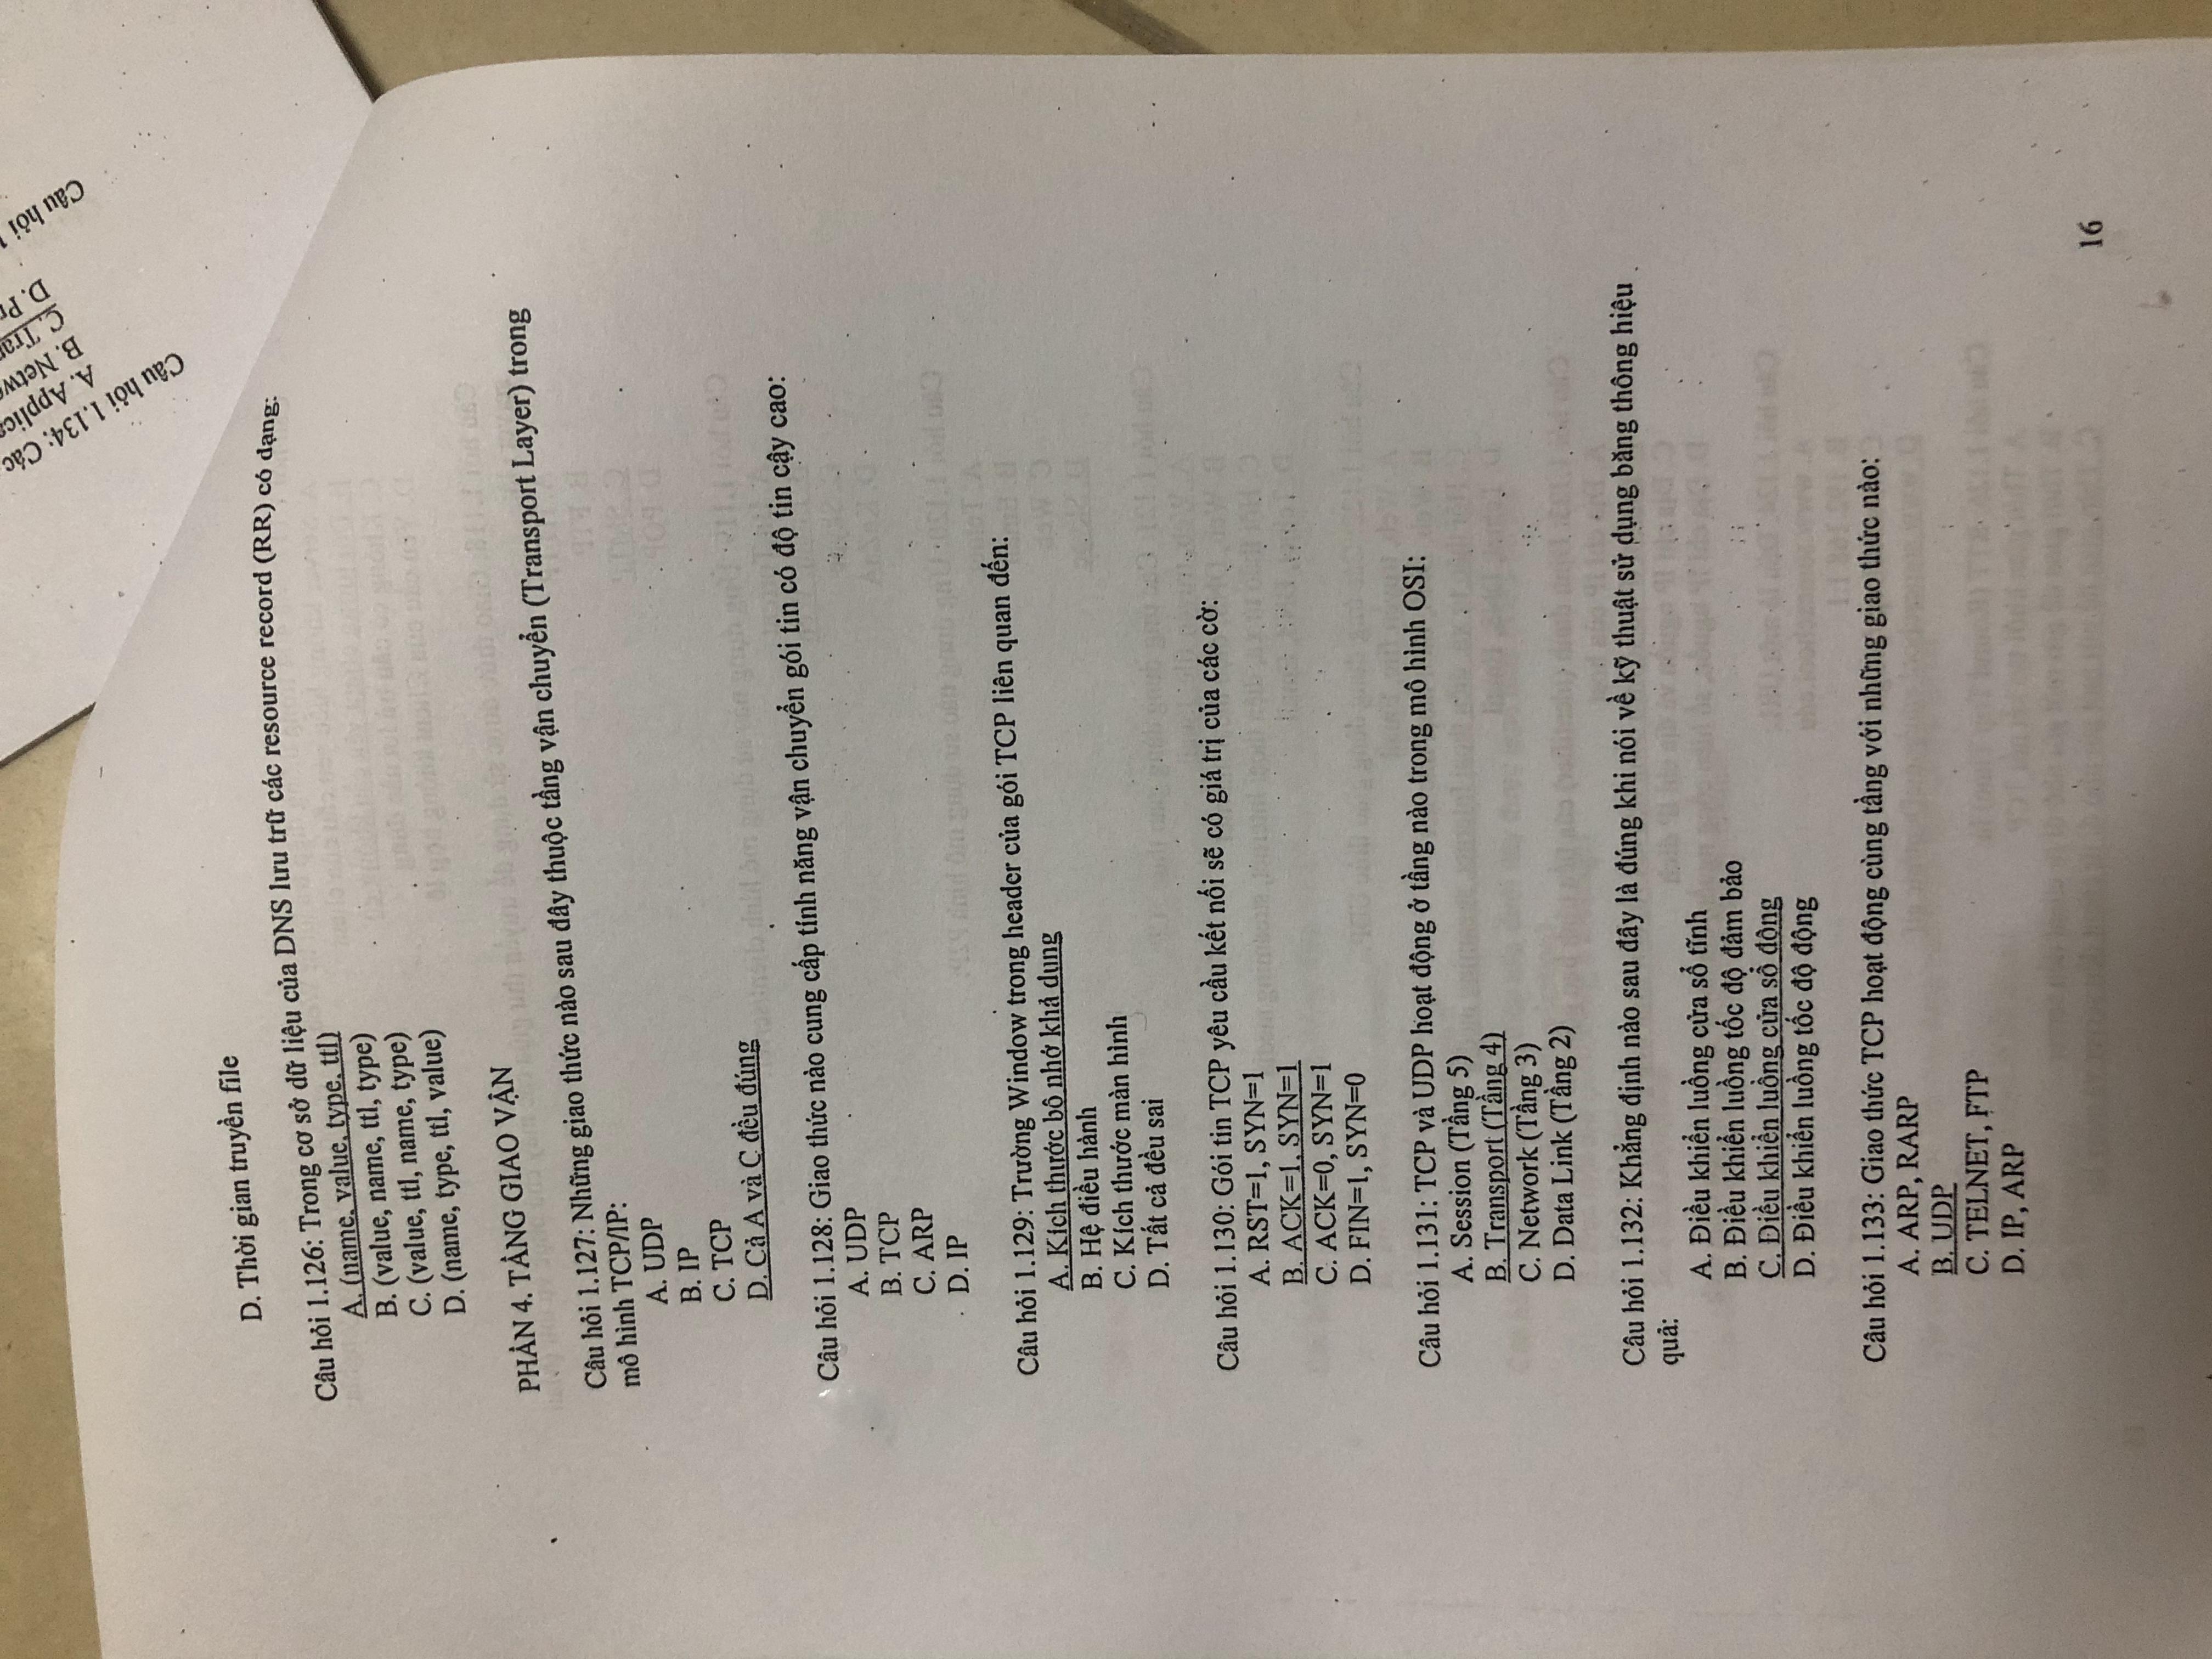 D. Thời gian truyền file
Câu hỏi 1.126: Trong cơ sở dữ liệu của DNS lưu trữ các resource record (RR) có dạng:
A. (name, value, type, ttl)
B. (value, name, ttl, type)
C. (value, ttl, name, type)
D. (name, type, ttl, value)
PHẦN 4. TẦNG GIAO VẬN
Câu hỏi 1.127: Những giao thức nào sau đây thuộc tầng vận chuyển (Transport Layer) trong
mô hình TCP/IP:
A. UDP
B. IP
C. TCP
D. Cả A và C đều đúng
Câu hỏi 1.128: Giao thức nào cung cấp tính năng vận chuyển gói tin có độ tin cậy cao:
A. UDP
B. TCP
C. ARP
D. IP
Câu hỏi 1.129: Trường Window trong header của gói TCP liên quan đến:
A. Kích thước bộ nhớ khả dụng
B. Hệ điều hành
C. Kích thước màn hình
D. Tất cả đều sai
Câu hỏi 1.130: Gói tin TCP yêu cầu kết nối sẽ có giá trị của các cờ:
A. RST=1, SYN=1
B. ACK=1, SYN=1
C. ACK=0, SYN=1
D. FIN=1, SYN=0
Câu hỏi 1.131: TCP và UDP hoạt động ở tầng nào trong mô hình OSI:
A. Session (Tầng 5)
B. Transport (Tầng 4)
C. Network (Tầng 3)
D. Data Link (Tầng 2)
Câu hỏi 1.132: Khẳng định nào sau đây là đúng khi nói về kỹ thuật sử dụng băng thông hiệu
quả:
A. Điều khiển luồng cửa sổ tĩnh
B. Điều khiển luồng tốc độ đảm bảo
C. Điều khiển luồng cửa sổ động
D. Điều khiển luồng tốc độ động
Câu hỏi 1.133: Giao thức TCP hoạt động cùng tầng với những giao thức nào:
A. ARP, RARP
B. UDP
C. TELNET, FTP
D. IP, ARP
16
Câu hỏi 1.134: Các
A.
B.
C.
D.
Câu hỏi